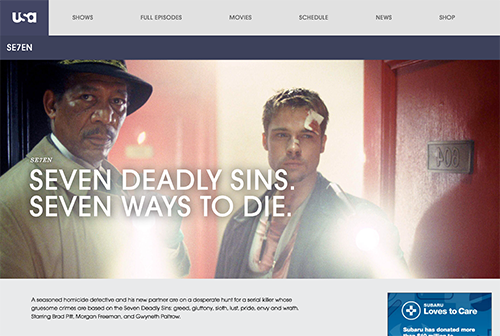 usa
SHOWS
FULL EPISODES
MOVIES
SCHEDULE
NEWS
SHOP
SE7EN
A08
SE7EN
SEVEN DEADLY SINS.
SEVEN WAYS TO DIE.
A seasoned homicide detective and his new partner are on a desperate hunt for a serial killer whose
gruesome crimes are based on the Seven Deady Sins: greed, gluttony, sloth, lust, pride, envy and wrath.
Starring Brad Pitt, Morgan Freeman, and Gwyneth Paltrow.
SUBARU
Loves to Care
Subaru has donated more